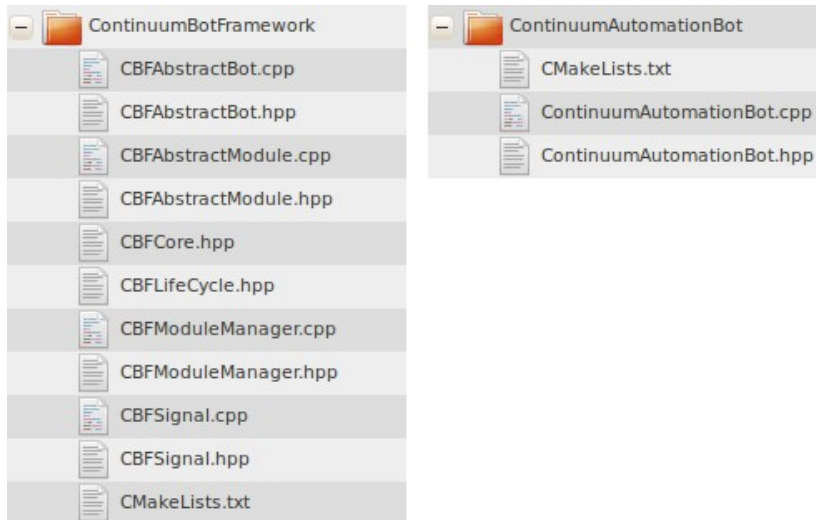 ContinuumBotFramework
CBFAbstractBot.cpp
CBFAbstractBot.hpp
CBFAbstractModule.cpp
CBFAbstractModule.hpp
CBFCore.hpp
CBFLifeCycle.hpp
CBFModuleManager.cpp
CBFModuleManager.hpp
CBFSignal.cpp
CBFSignal.hpp
CMakeLists.txt
ContinuumAutomationBot
CMakeLists.txt
ContinuumAutomationBot.cpp
ContinuumAutomationBot.hpp